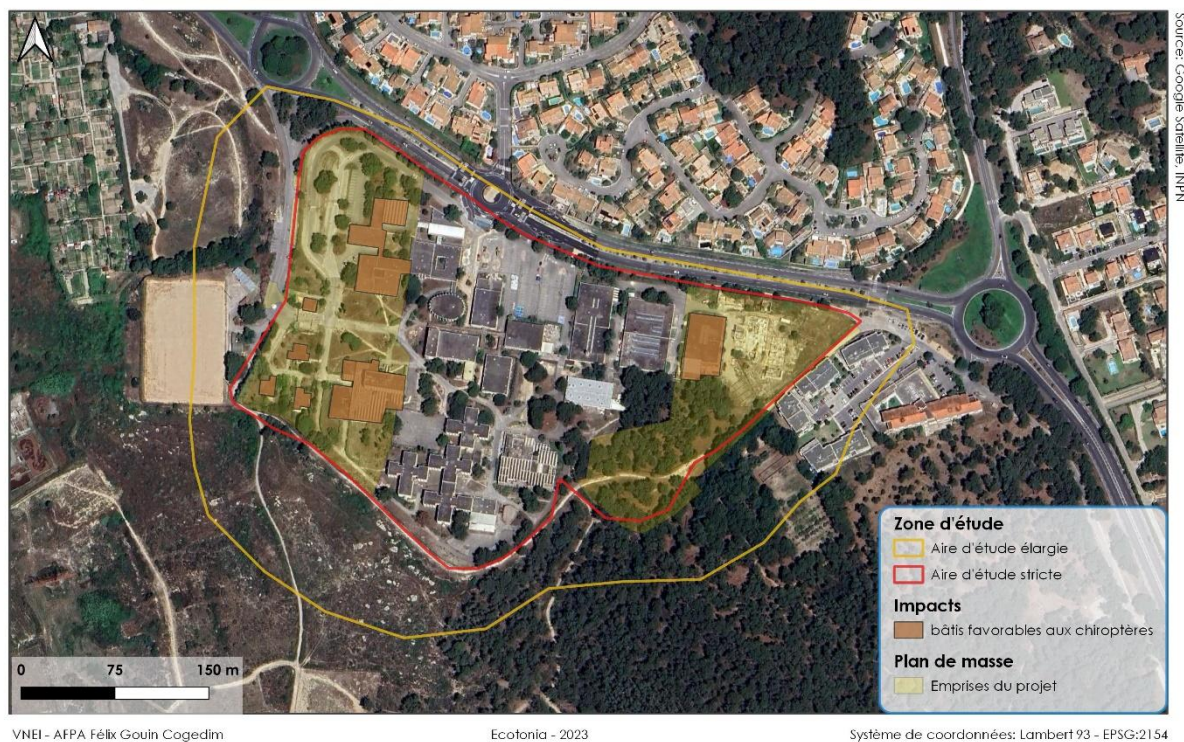 Source: Google Satellite, INPN
Zone d'étude
Aire d'étude élargie
Aire d'étude stricte
Impacts
bâtis favorables aux chiroptères
Plan de masse
Emprises du projet
0 75 150 m
VNEI - AFPA Félix Gouin Cogedim Ecotonia - 2023 Système de coordonnées: Lambert 93 - EPSG:2154